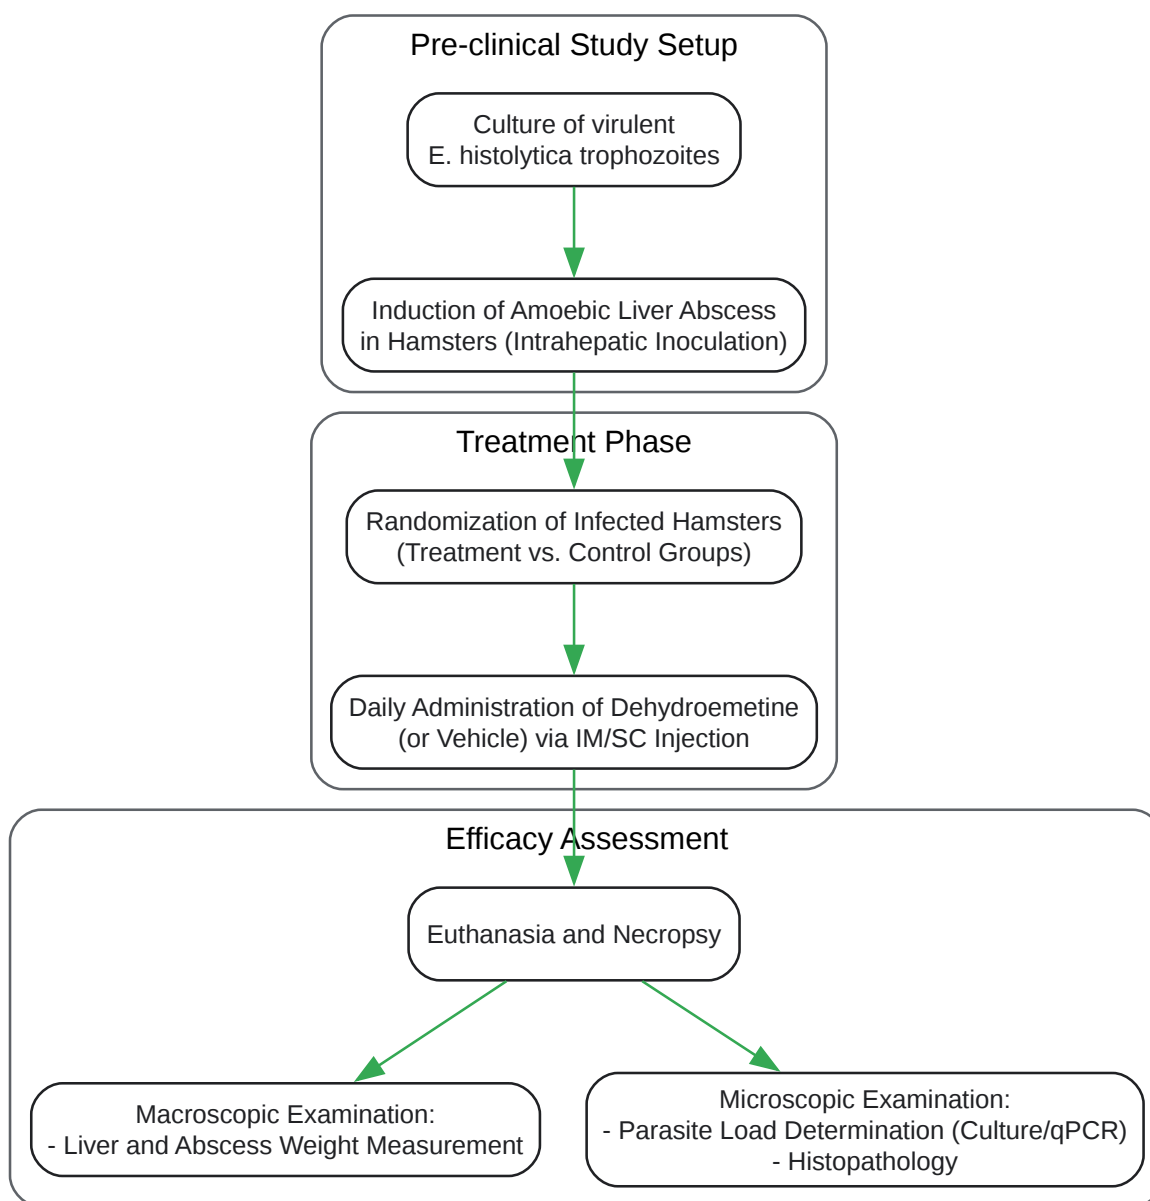 Pre-clinical Study Setup
Culture of virulent
E. histolytica trophozoites
Induction of Amoebic Liver Abscess
in Hamsters (Intrahepatic Inoculation)
Treatment Phase
Randomization of Infected Hamsters
(Treatment vs. Control Groups)
Daily Administration of Dehydroemetine
(or Vehicle) via IM/SC Injection
Efficacy Assessment
Euthanasia and Necropsy
Macroscopic Examination:
- Liver and Abscess Weight Measurement
Microscopic Examination:
- Parasite Load Determination (Culture/qPCR)
- Histopathology